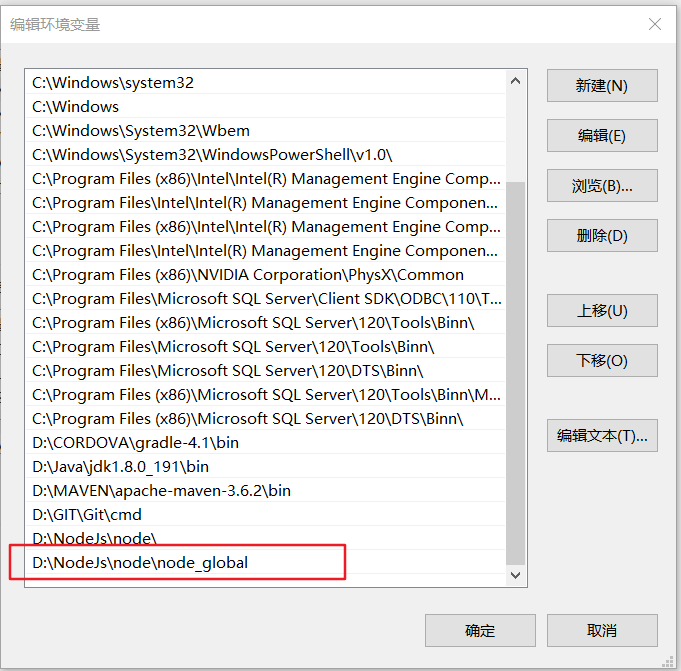 编辑环境变量
C:\Windows\system32
C:\Windows
C:\Windows\System32\Wbem
C:\Windows\System32\WindowsPowerShell\v1.0\
C:\Program Files (x86)\Intel\Intel(R) Management Engine Comp...
C:\Program Files\Intel\Intel(R) Management Engine Componen...
C:\Program Files (x86)\Intel\Intel(R) Management Engine Comp...
C:\Program Files\Intel\Intel(R) Management Engine Componen...
C:\Program Files (x86)\NVIDIA Corporation\PhysX\Common
C:\Program Files\Microsoft SQL Server\Client SDK\ODBC\110\T...
C:\Program Files (x86)\Microsoft SQL Server\120\Tools\Binn\
C:\Program Files\Microsoft SQL Server\120\Tools\Binn\
C:\Program Files\Microsoft SQL Server\120\DTS\Binn\
C:\Program Files (x86)\Microsoft SQL Server\120\Tools\Binn\M...
C:\Program Files (x86)\Microsoft SQL Server\120\DTS\Binn\
D:\CORDOVA\gradle-4.1\bin
D:\Java\jdk1.8.0_191\bin
D:\MAVEN\apache-maven-3.6.2\bin
D:\GIT\Git\cmd
D:\NodeJs\node\
D:\NodeJs\node\node_global
新建(N)
编辑(E)
浏览(B)...
删除(D)
上移(U)
下移(O)
编辑文本(T)...
确定
取消